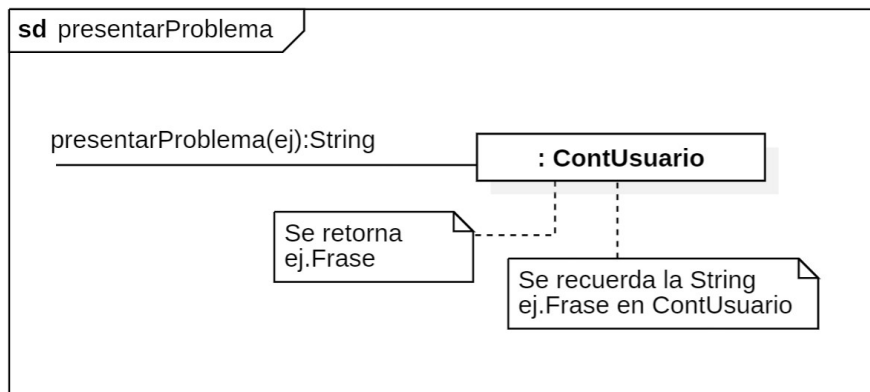 sd presentarProblema
presentarProblema(ej):String
: ContUsuario
Se retorna
ej.Frase
Se recuerda la String
ej.Frase en ContUsuario